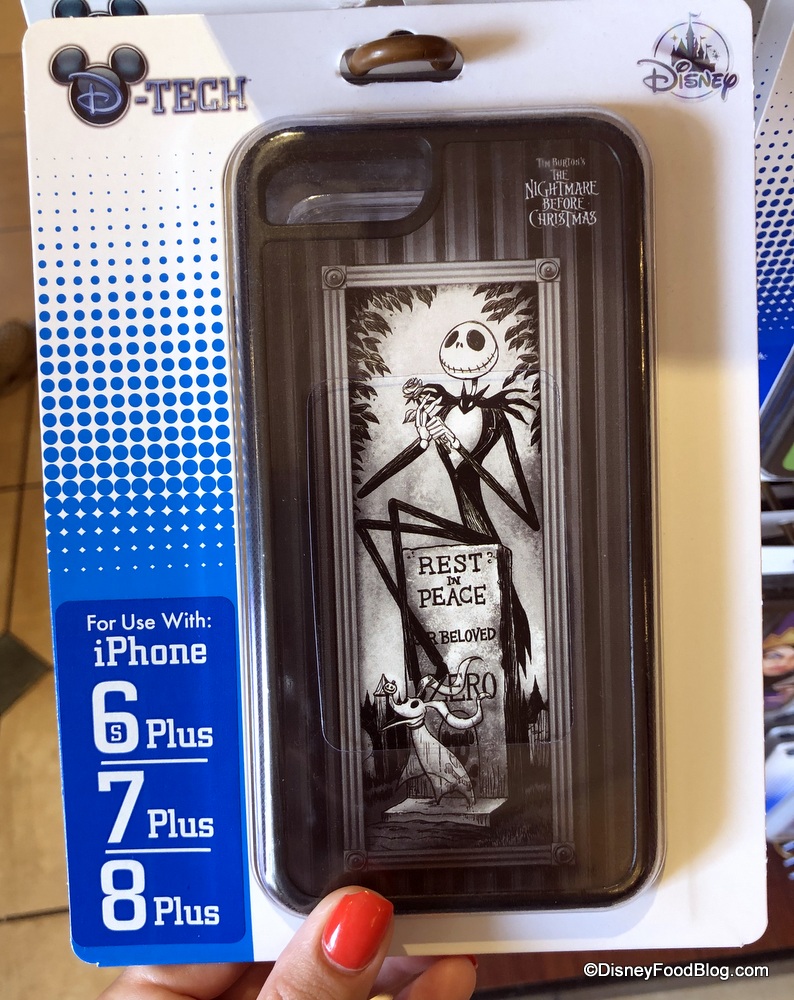 D-TECH
Disney
TIM BURTON'S
THE
NIGHTMARE
BEFORE
CHRISTMAS
REST
IN
PEACE
BELOVED
ZERO
For Use With:
iPhone
6s Plus
7 Plus
8 Plus
©DisneyFoodBlog.com